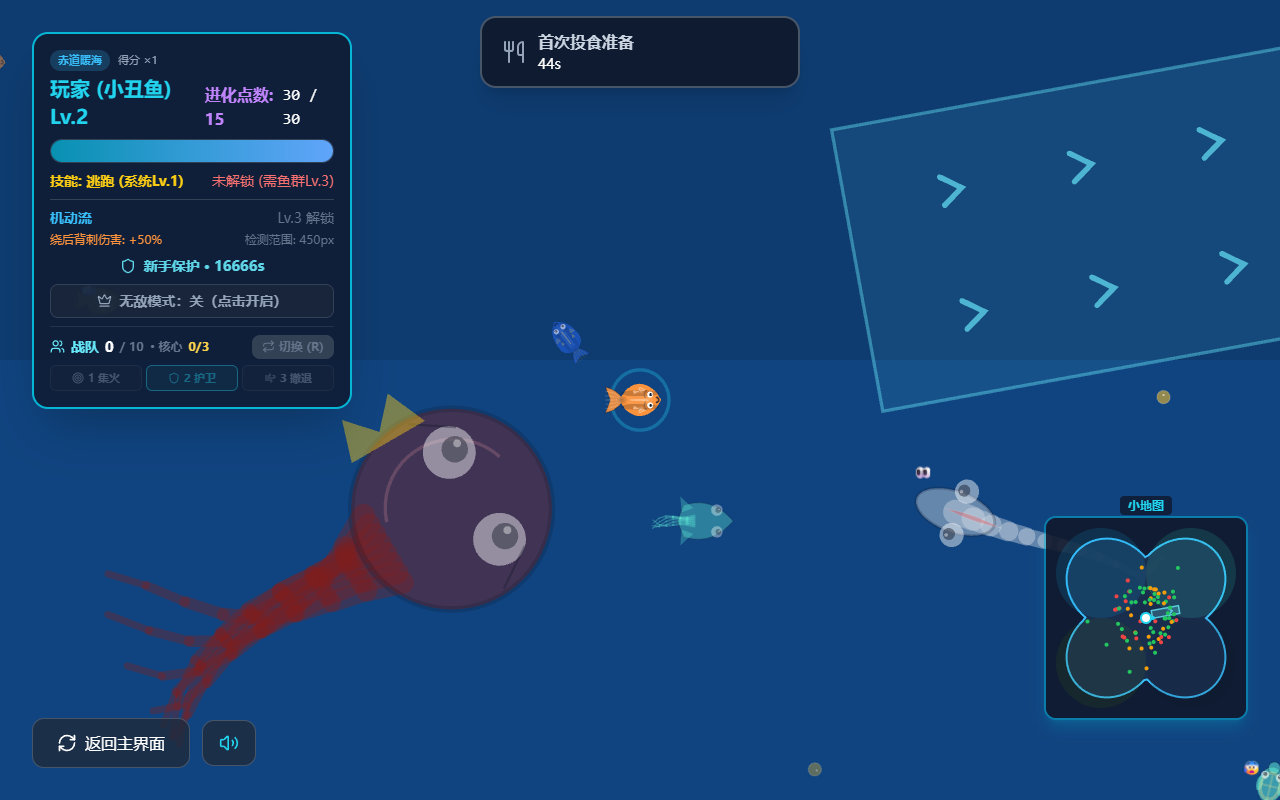 首次投食准备
44s
赤道暖海 得分 ×1
玩家 (小丑鱼)
Lv.2
进化点数: 30 /
15 30
技能: 逃跑 (系统Lv.1) 未解锁 (需鱼群Lv.3)
机动流 Lv.3 解锁
绕后背刺伤害: +50% 检测范围: 450px
新手保护 • 16666s
无敌模式: 关 (点击开启)
战队 0 / 10 • 核心 0/3 切换 (R)
1 集火 2 护卫 3 撤退
小地图
返回主界面